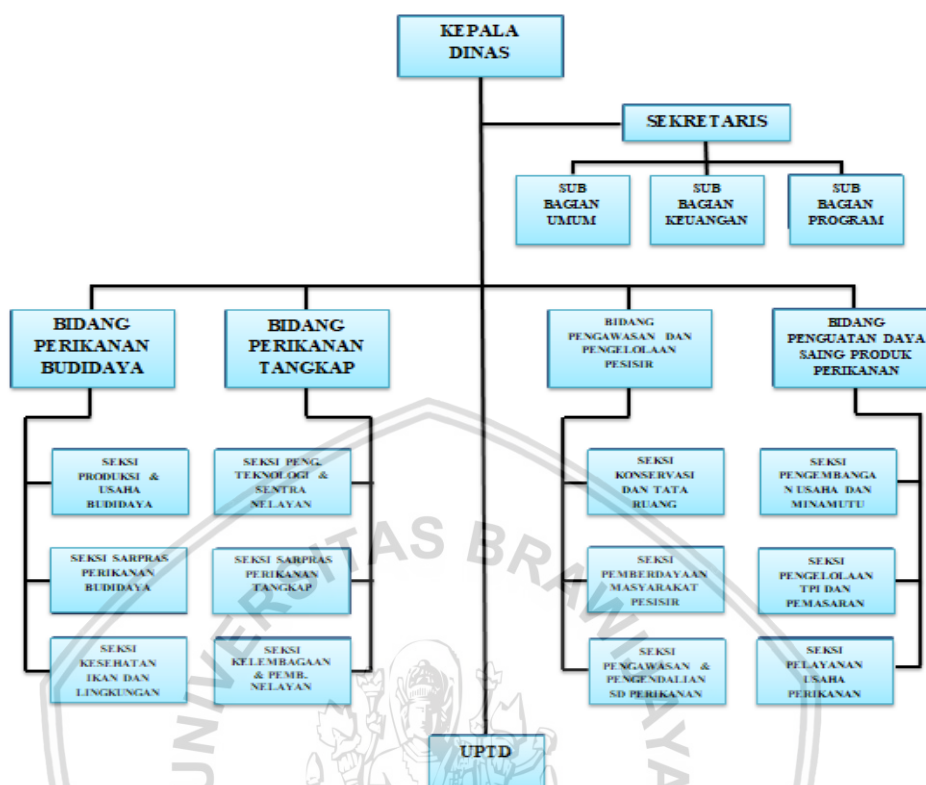 KEPALA
DINAS
SEKRETARIS
SUB
BAGIAN
UMUM
SUB
BAGIAN
KEUANGAN
SUB
BAGIAN
PROGRAM
BIDANG
PERIKANAN
BUDIDAYA
BIDANG
PERIKANAN
TANGKAP
BIDANG
PENGAWASAN DAN
PENGELOLAAN
PESISIR
BIDANG
PENGUATAN DAYA
SAING PRODUK
PERIKANAN
SEKSI
PRODUKSI &
USAHA
BUDIDAYA
SEKSI PENG.
TEKNOLOGI &
SENTRA
NELAYAN
SEKSI
KONSERVASI
DAN TATA
RUANG
SEKSI
PENGEMBANGA
N USAHA DAN
MINAMUTU
SEKSI SARPRAS
PERIKANAN
BUDIDAYA
SEKSI SARPRAS
PERIKANAN
TANGKAP
SEKSI
PEMBERDAYAAN
MASYARAKAT
PESISIR
SEKSI
PENGELOLAAN
TPI DAN
PEMASARAN
SEKSI
KESEHATAN
IKAN DAN
LINGKUNGAN
SEKSI
KELEMBAGAAN
& PEMB.
NELAYAN
SEKSI
PENGAWASAN &
PENGENDALIAN
SD PERIKANAN
SEKSI
PELAYANAN
USAHA
PERIKANAN
UPTD
UNIVERSITAS BRAWIJAYA